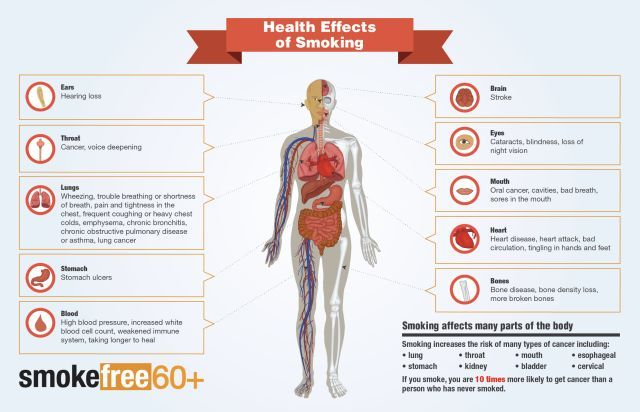 Health Effects
of Smoking
Ears
Hearing loss
Throat
Cancer, voice deepening
Lungs
Wheezing, trouble breathing or shortness
of breath, pain and tightness in the
chest, frequent coughing or heavy chest
colds, emphysema, chronic bronchitis,
chronic obstructive pulmonary disease
or asthma, lung cancer
Stomach
Stomach ulcers
Blood
High blood pressure, increased white
blood cell count, weakened immune
system, taking longer to heal
Brain
Stroke
Eyes
Cataracts, blindness, loss of
night vision
Mouth
Oral cancer, cavities, bad breath,
sores in the mouth
Heart
Heart disease, heart attack, bad
circulation, tingling in hands and feet
Bones
Bone disease, bone density loss,
more broken bones
Smoking affects many parts of the body
Smoking increases the risk of many types of cancer including:
• lung • throat • mouth • esophageal
• stomach • kidney • bladder • cervical
If you smoke, you are 10 times more likely to get cancer than a
person who has never smoked.
smokefree60+